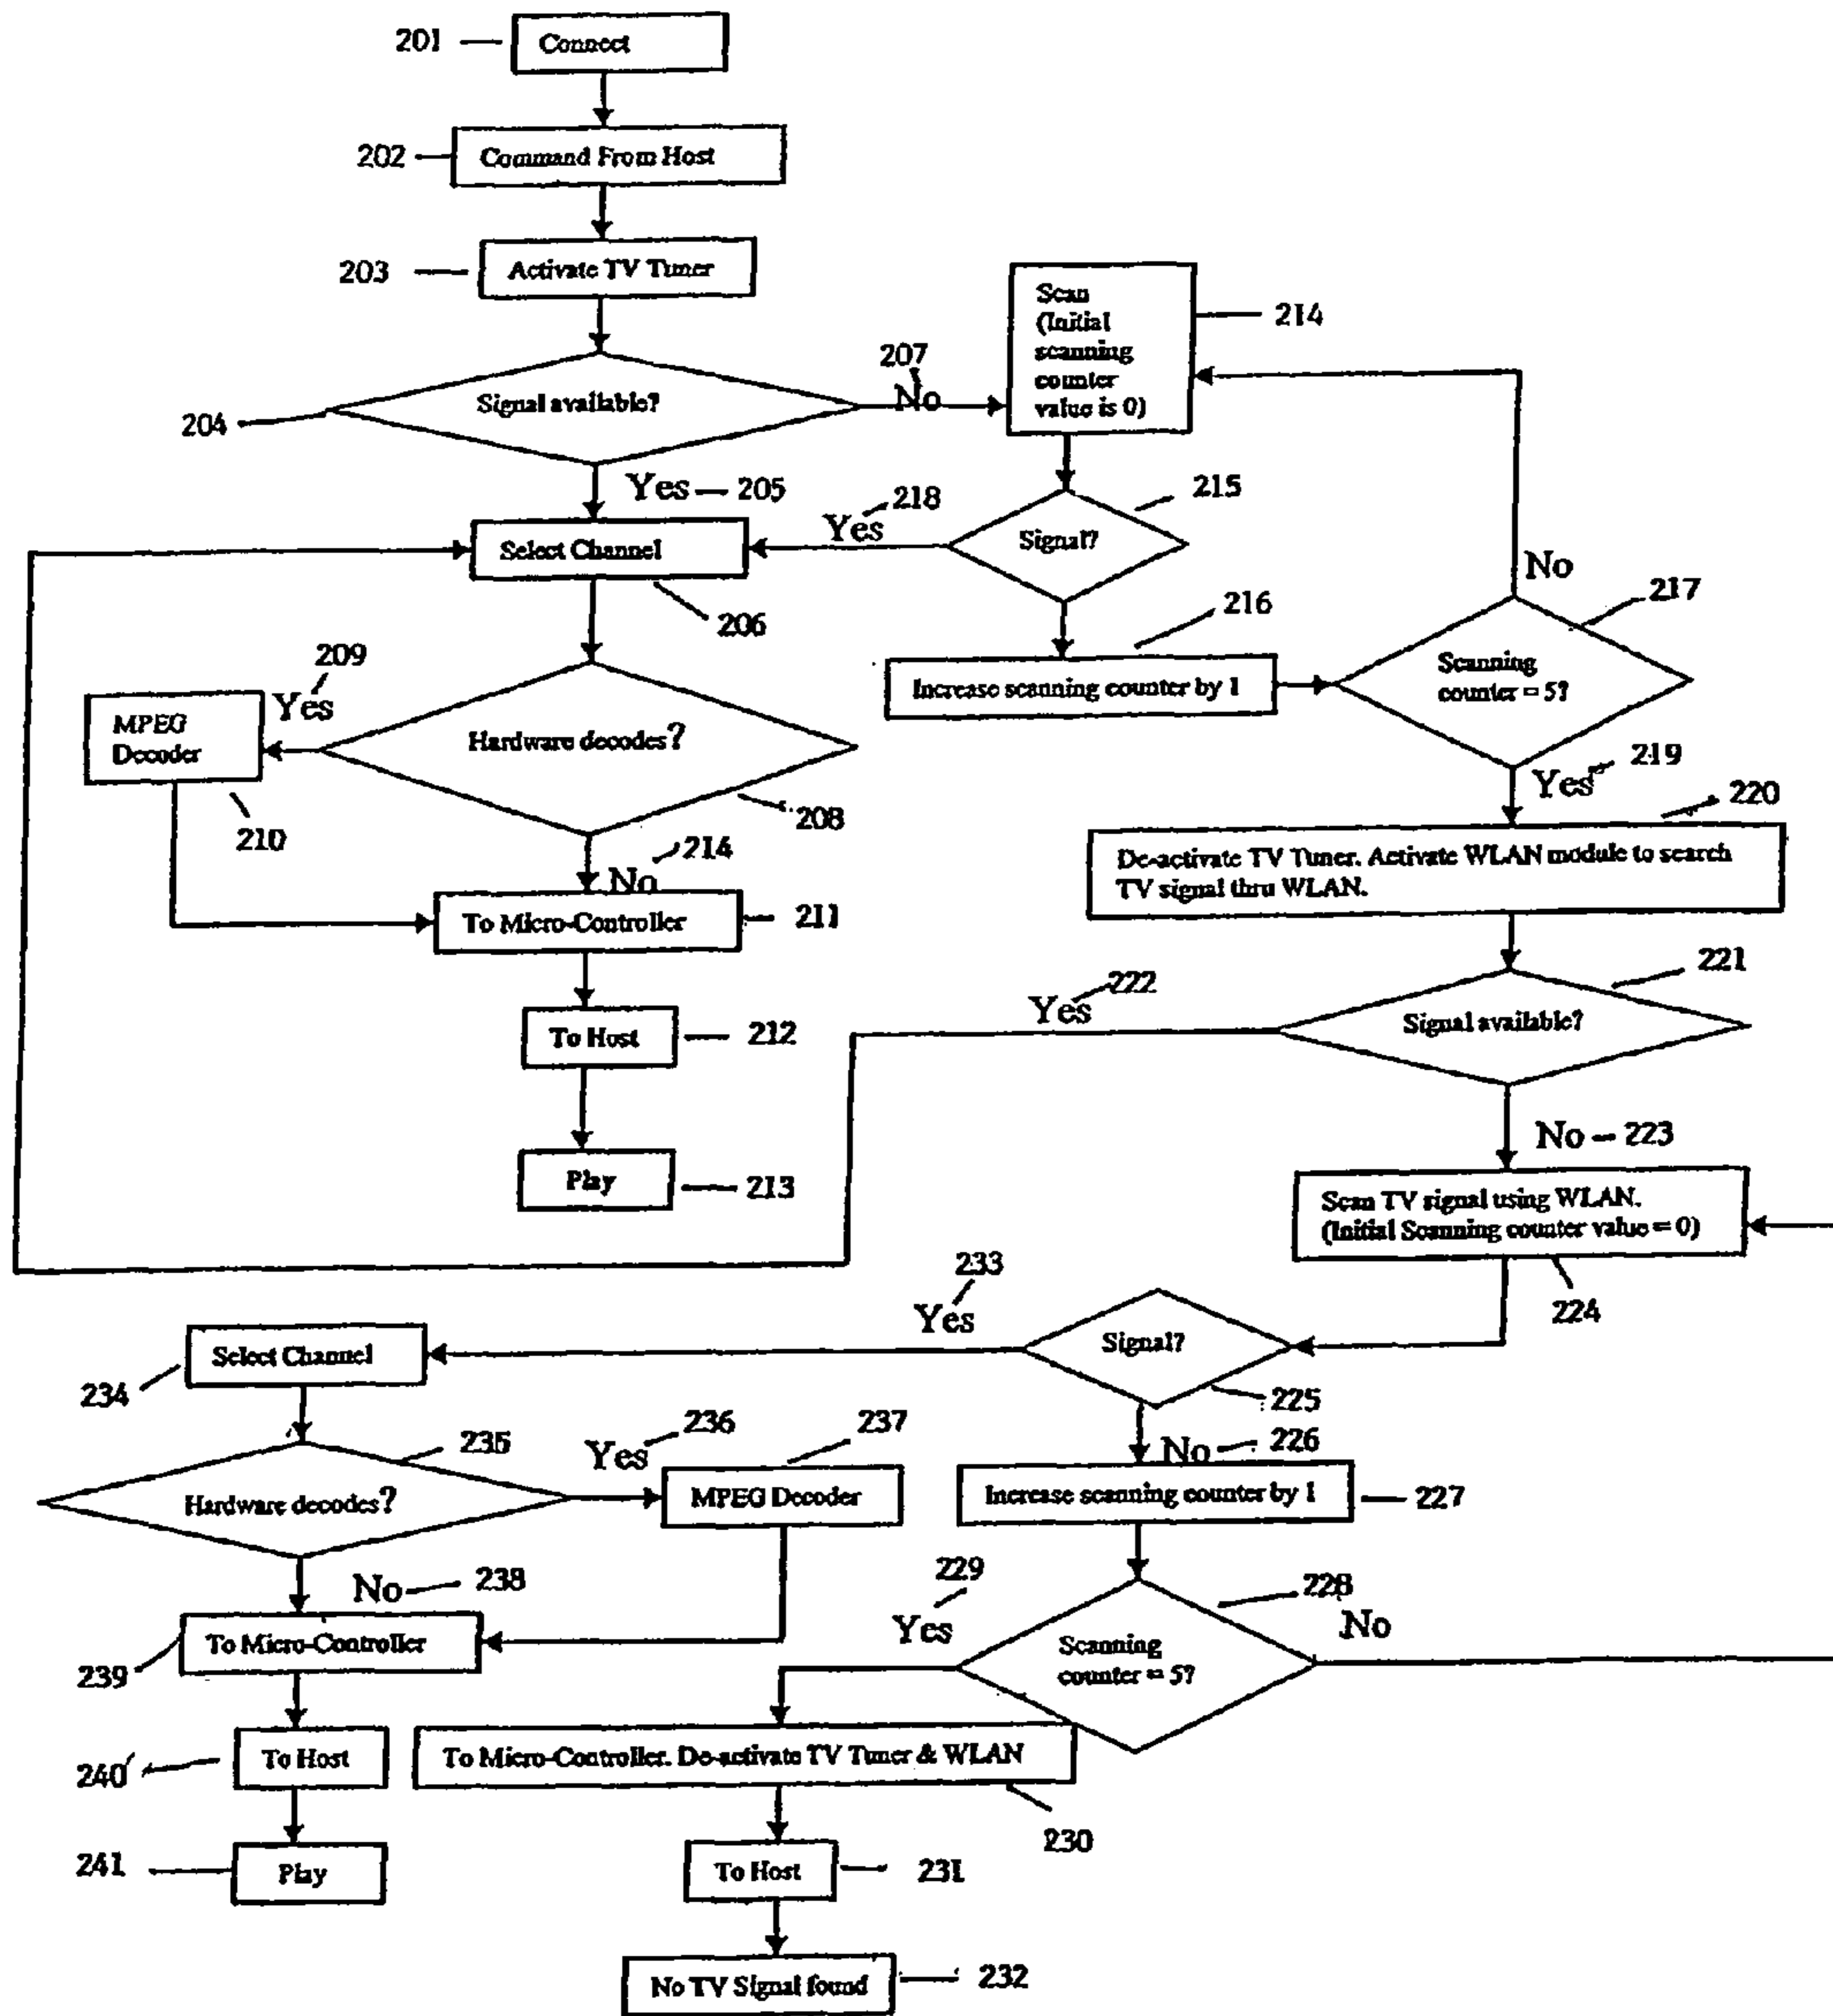 201
Connect
202
Command From Host
203
Activate TV Tuner
Scan
(Initial
scanning
counter
value is 0)
214
207
No
Signal available?
204
Yes
205
218
Yes
215
Signal?
Select Channel
206
No
217
216
Increase scanning counter by 1
Scanning
counter = 5?
209
Yes
MPEG
Decoder
210
Hardware decodes?
208
219
Yes
220
De-activate TV Tuner. Activate WLAN module to search
TV signal thru WLAN.
214
No
To Micro-Controller
211
222
Yes
221
Signal available?
To Host
212
No
223
Play
213
Scan TV signal using WLAN.
(Initial Scanning counter value = 0)
224
233
Yes
Signal?
225
Select Channel
234
No
226
235
Hardware decodes?
Yes
236
237
MPEG Decoder
Increase scanning counter by 1
227
No
238
229
Yes
228
No
To Micro-Controller
239
Scanning
counter = 5?
To Host
240
To Micro-Controller. De-activate TV Tuner & WLAN
230
241
Play
To Host
231
No TV Signal found
232